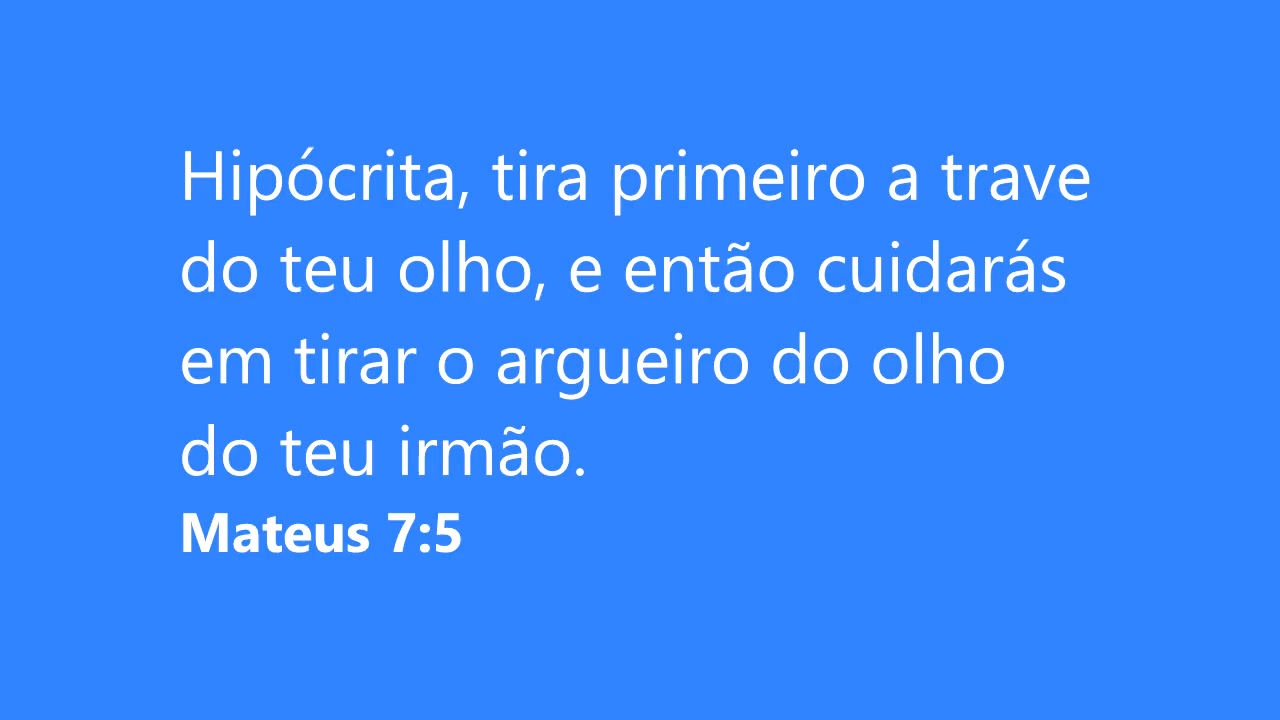 Hipócrita, tira primeiro a trave
do teu olho, e então cuidarás
em tirar o argueiro do olho
do teu irmão.
Mateus 7:5